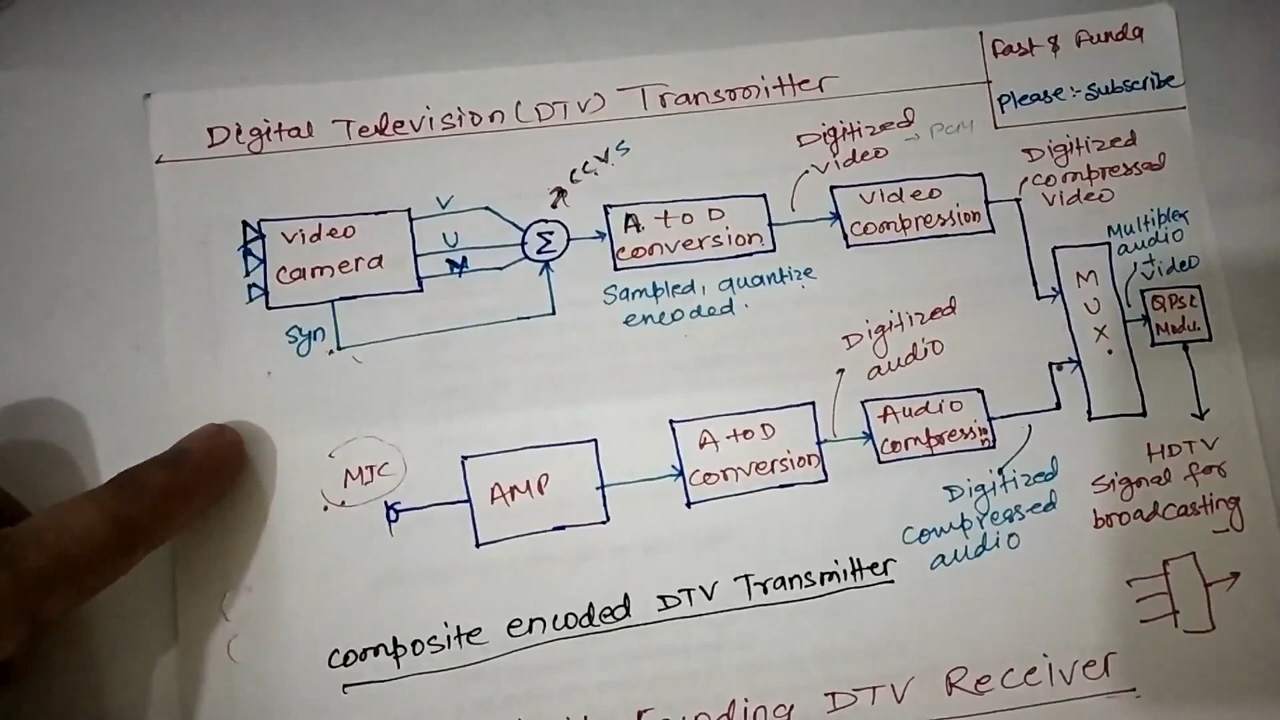 Fast & Funda
please:- subscribe
Digital Television (DTV) Transmitter
C.C.V.S
V
U
Y
video
camera
Syn
Σ
A to D
conversion
Sampled, quantize
encoded.
Digitized
video → PCM
Video
compression
Digitized
compressed
video
Multiplex
audio
+
video
MUX.
QPSK
Modu.
HDTV
Signal for
broadcasting
MIC
AMP
A to D
conversion
Digitized
audio
Audio
compression
Digitized
compressed
audio
composite encoded DTV Transmitter
DTV Receiver